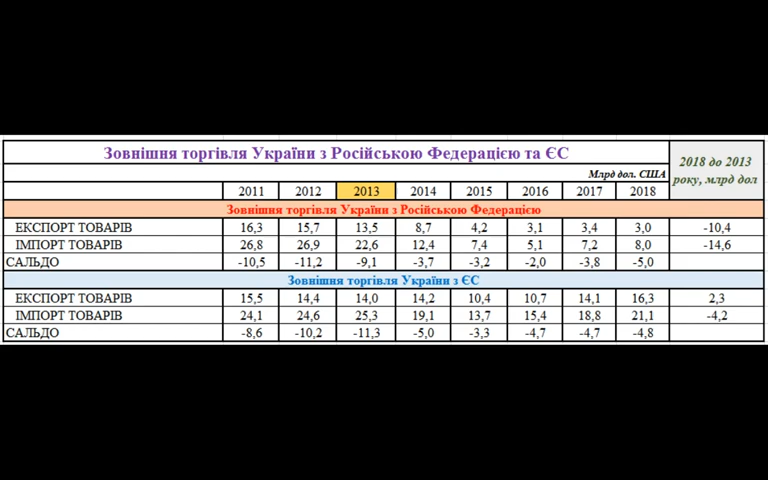 Зовнішня торгівля України з Російською Федерацією та ЄС
2018 до 2013 року, млрд дол
Млрд дол. США
2011 2012 2013 2014 2015 2016 2017 2018
Зовнішня торгівля України з Російською Федерацією
ЕКСПОРТ ТОВАРІВ 16,3 15,7 13,5 8,7 4,2 3,1 3,4 3,0 -10,4
ІМПОРТ ТОВАРІВ 26,8 26,9 22,6 12,4 7,4 5,1 7,2 8,0 -14,6
САЛЬДО -10,5 -11,2 -9,1 -3,7 -3,2 -2,0 -3,8 -5,0
Зовнішня торгівля України з ЄС
ЕКСПОРТ ТОВАРІВ 15,5 14,4 14,0 14,2 10,4 10,7 14,1 16,3 2,3
ІМПОРТ ТОВАРІВ 24,1 24,6 25,3 19,1 13,7 15,4 18,8 21,1 -4,2
САЛЬДО -8,6 -10,2 -11,3 -5,0 -3,3 -4,7 -4,7 -4,8